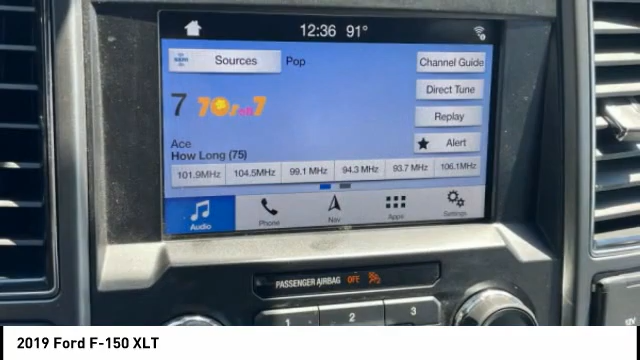 12:36 91°
Sources Pop Channel Guide
7 70s on 7 Direct Tune
Replay
Ace Alert
How Long (75)
101.9MHz 104.5MHz 99.1 MHz 94.3 MHz 93.7 MHz 106.1MHz
Audio Phone Nav Apps Settings
PASSENGER AIRBAG OFF
1 2 3
2019 Ford F-150 XLT